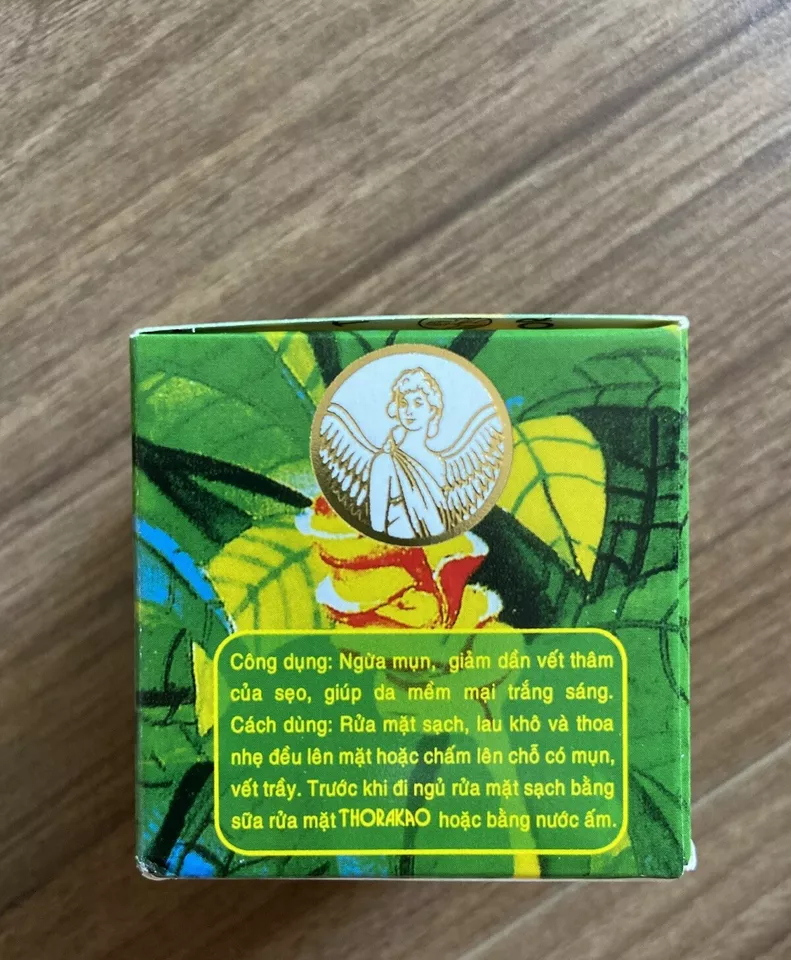 Công dụng: Ngừa mụn, giảm dần vết thâm
của sẹo, giúp da mềm mại trắng sáng.
Cách dùng: Rửa mặt sạch, lau khô và thoa
nhẹ đều lên mặt hoặc chấm lên chỗ có mụn,
vết trầy. Trước khi đi ngủ rửa mặt sạch bằng
sữa rửa mặt THORAKAO hoặc bằng nước ấm.